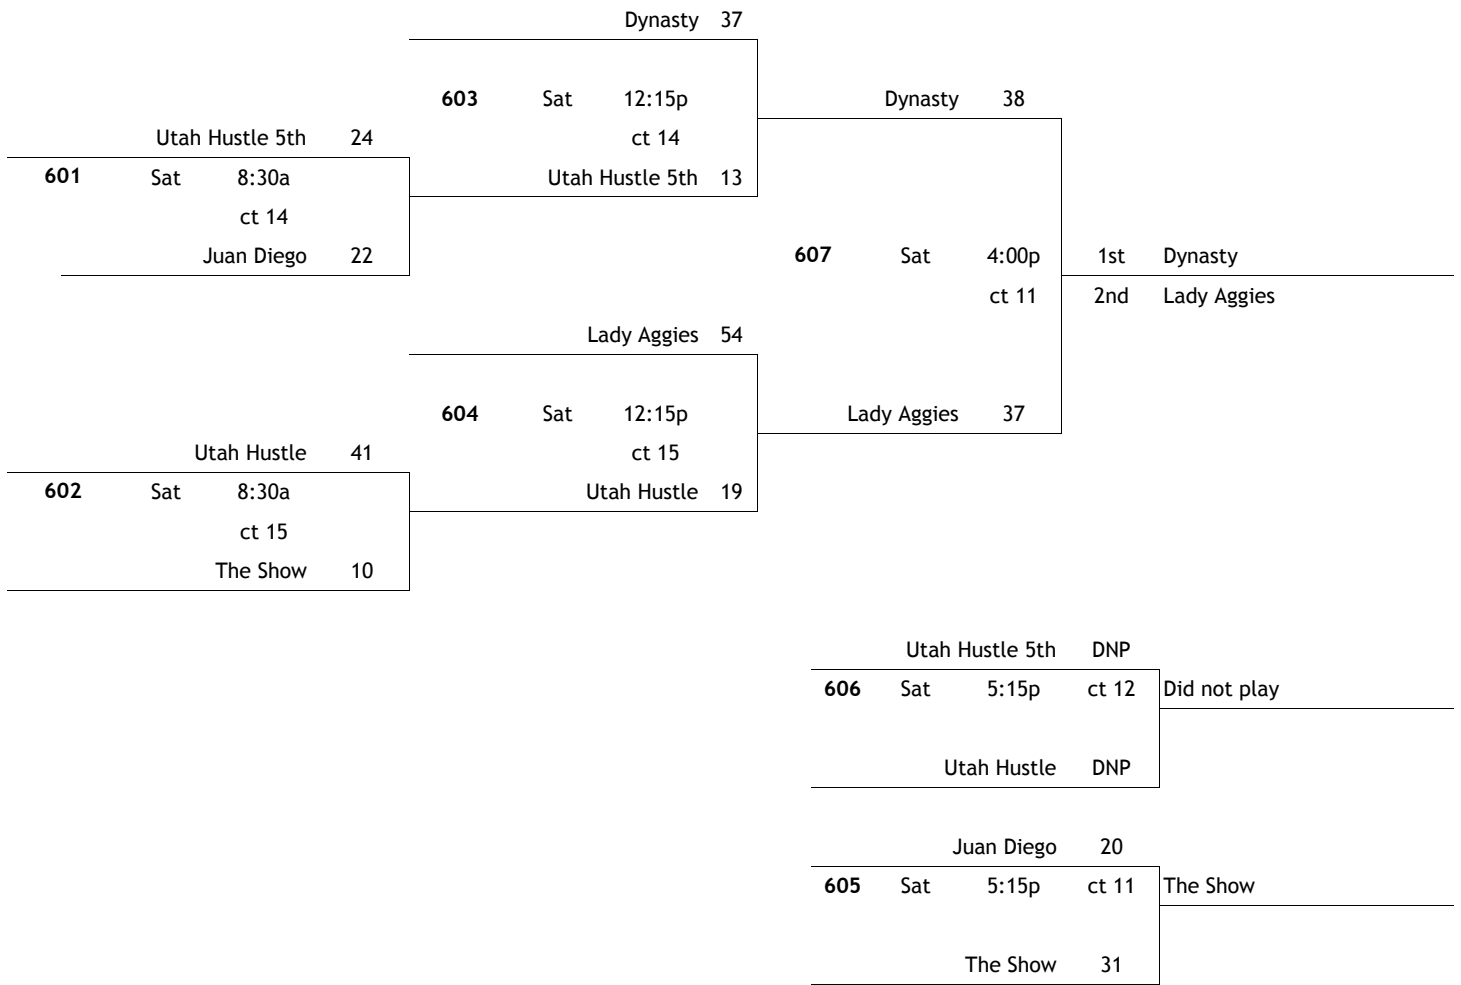 Dynasty 37
603 Sat 12:15p Dynasty 38
Utah Hustle 5th 24 ct 14
601 Sat 8:30a Utah Hustle 5th 13
ct 14
Juan Diego 22 607 Sat 4:00p 1st Dynasty
ct 11 2nd Lady Aggies
Lady Aggies 54
604 Sat 12:15p Lady Aggies 37
Utah Hustle 41 ct 15
602 Sat 8:30a Utah Hustle 19
ct 15
The Show 10
Utah Hustle 5th DNP
606 Sat 5:15p ct 12 Did not play
Utah Hustle DNP
Juan Diego 20
605 Sat 5:15p ct 11 The Show
The Show 31